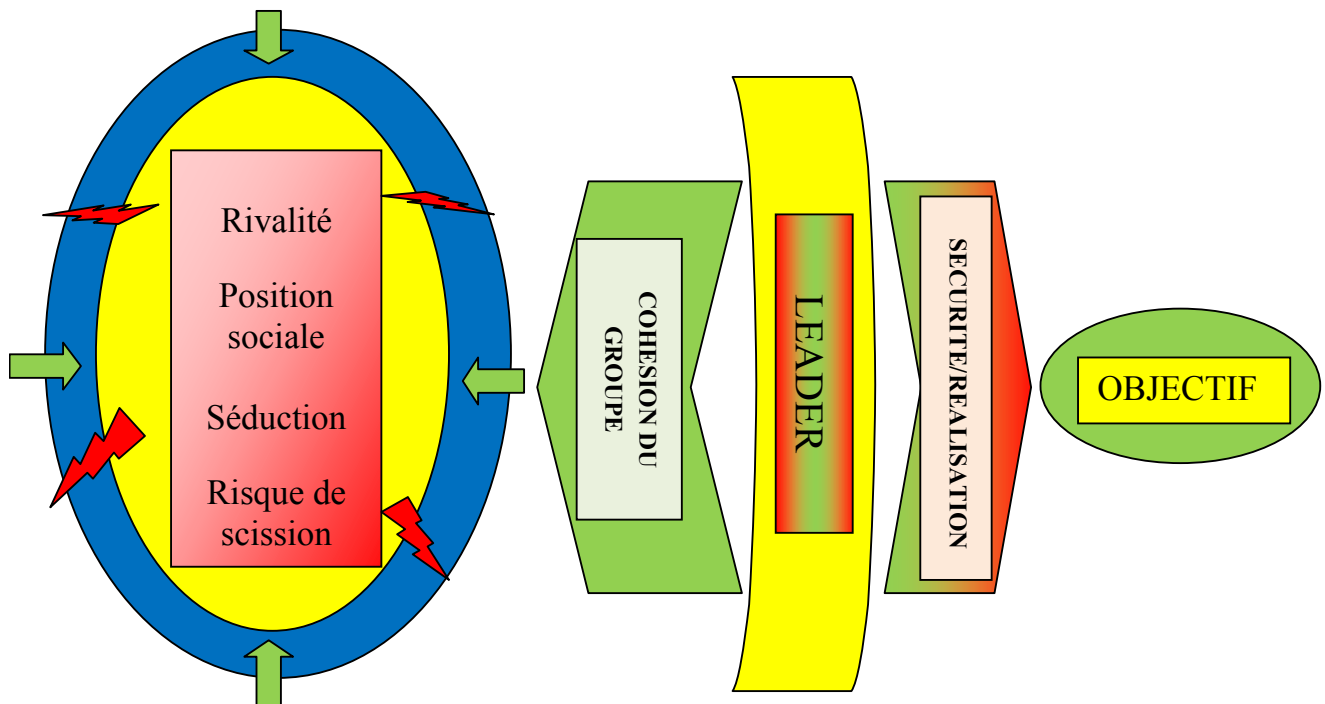 Rivalité
Position
sociale
Séduction
Risque de
scission
COHESION DU
GROUPE
LEADER
SECURITE/REALISATION
OBJECTIF